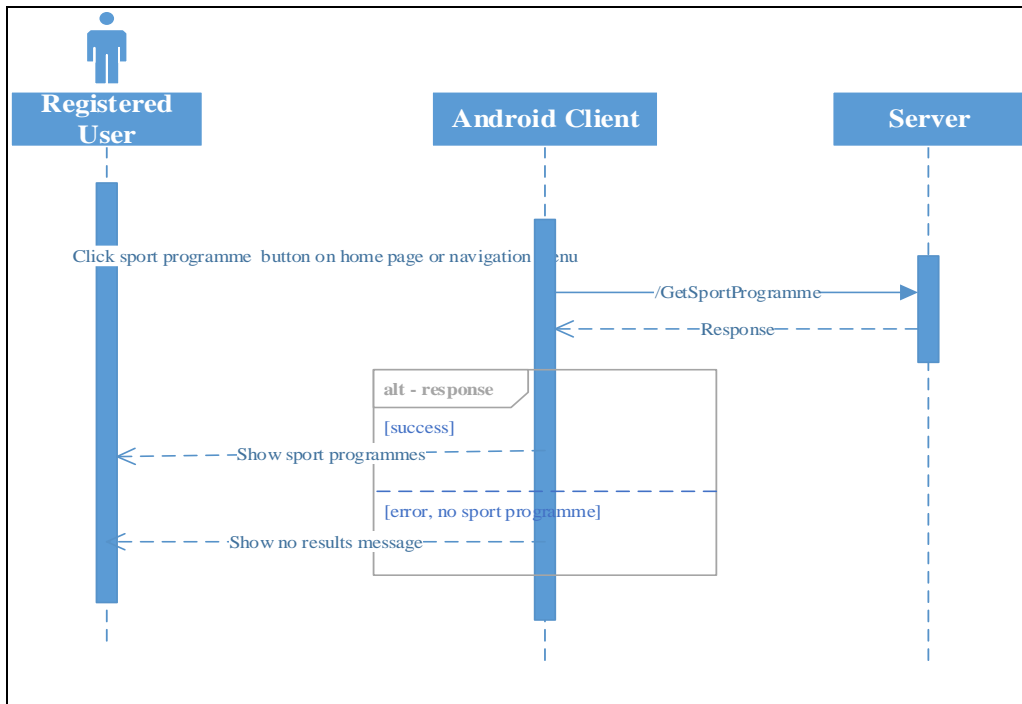 Registered
User
Android Client
Server
Click sport programme button on home page or navigation enu
/GetSportProgramme
Response
alt - response
[success]
Show sport programmes
[error, no sport programme]
Show no results message